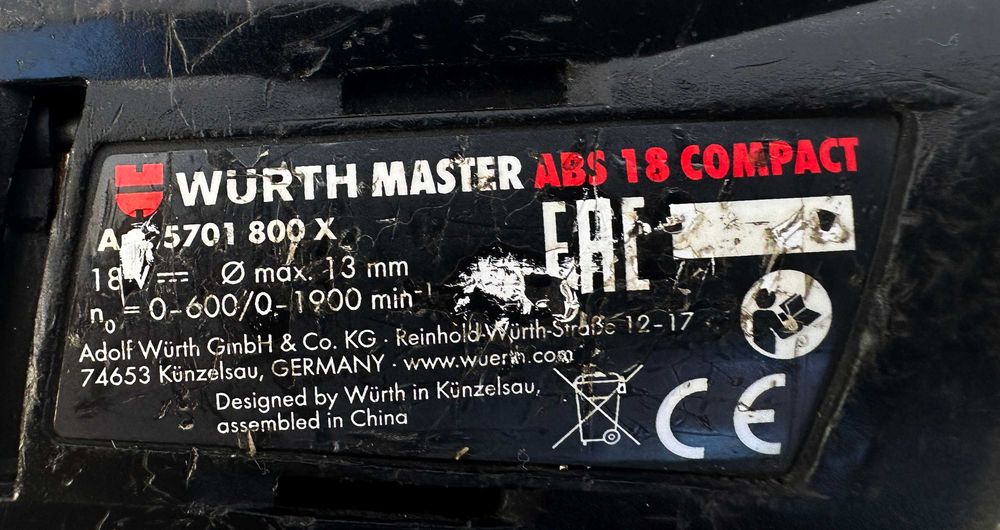 WÜRTH MASTER ABS 18 COMPACT
5701 800 X
18 V Ø max. 13 mm
n₀ = 0-600/0-1900 min⁻¹
EAC
Adolf Würth GmbH & Co. KG · Reinhold-Würth-Straße 12-17
74653 Künzelsau, GERMANY · www.wuerth.com
Designed by Würth in Künzelsau,
assembled in China
CE